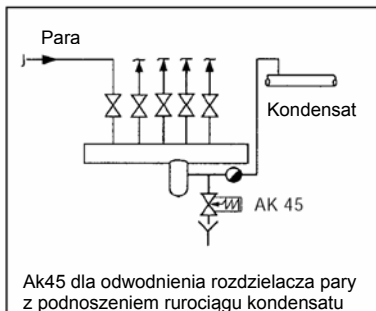 Para
Kondensat
AK 45
Ak45 dla odwodnienia rozdzielacza pary
z podnoszeniem rurociągu kondensatu